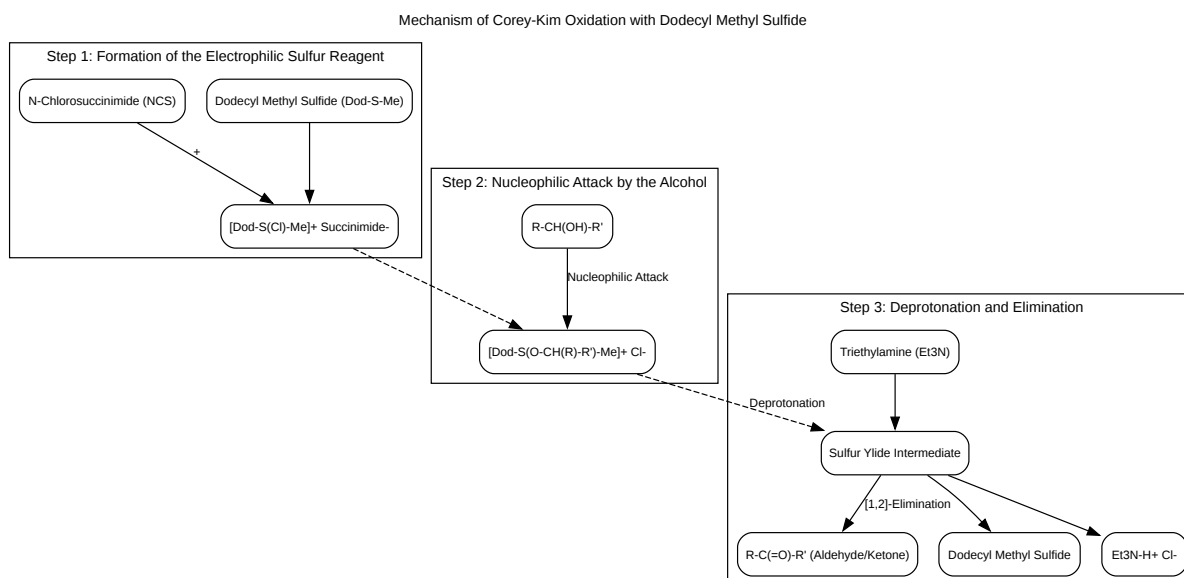 Mechanism of Corey-Kim Oxidation with Dodecyl Methyl Sulfide
Step 1: Formation of the Electrophilic Sulfur Reagent
N-Chlorosuccinimide (NCS)
Dodecyl Methyl Sulfide (Dod-S-Me)
+
[Dod-S(Cl)-Me]+ Succinimide-
Step 2: Nucleophilic Attack by the Alcohol
R-CH(OH)-R'
Nucleophilic Attack
[Dod-S(O-CH(R)-R')-Me]+ Cl-
Step 3: Deprotonation and Elimination
Triethylamine (Et3N)
Deprotonation
Sulfur Ylide Intermediate
[1,2]-Elimination
R-C(=O)-R' (Aldehyde/Ketone)
Dodecyl Methyl Sulfide
Et3N-H+ Cl-